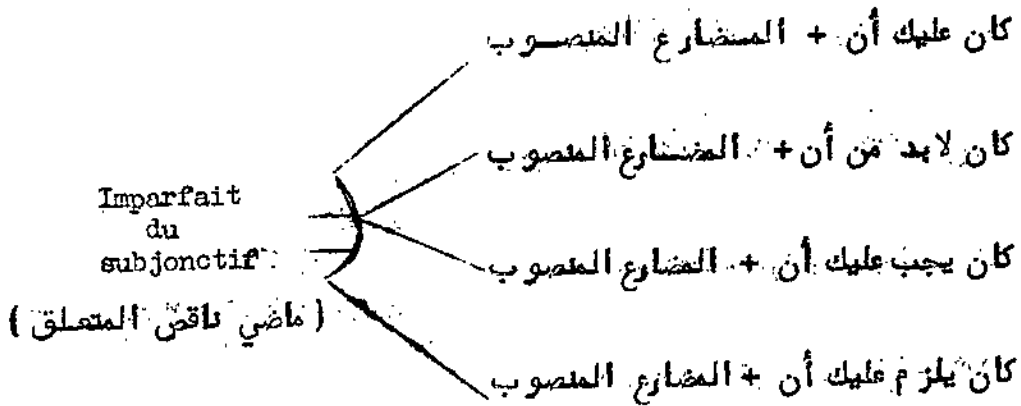 كان عليك أن + المضارع المنصوب
كان لابد من أن + المضارع المنصوب
كان يجب عليك أن + المضارع المنصوب
كان يلزم عليك أن + المضارع المنصوب
Imparfait
du
subjonctif
( ماضي ناقص المتعلق )